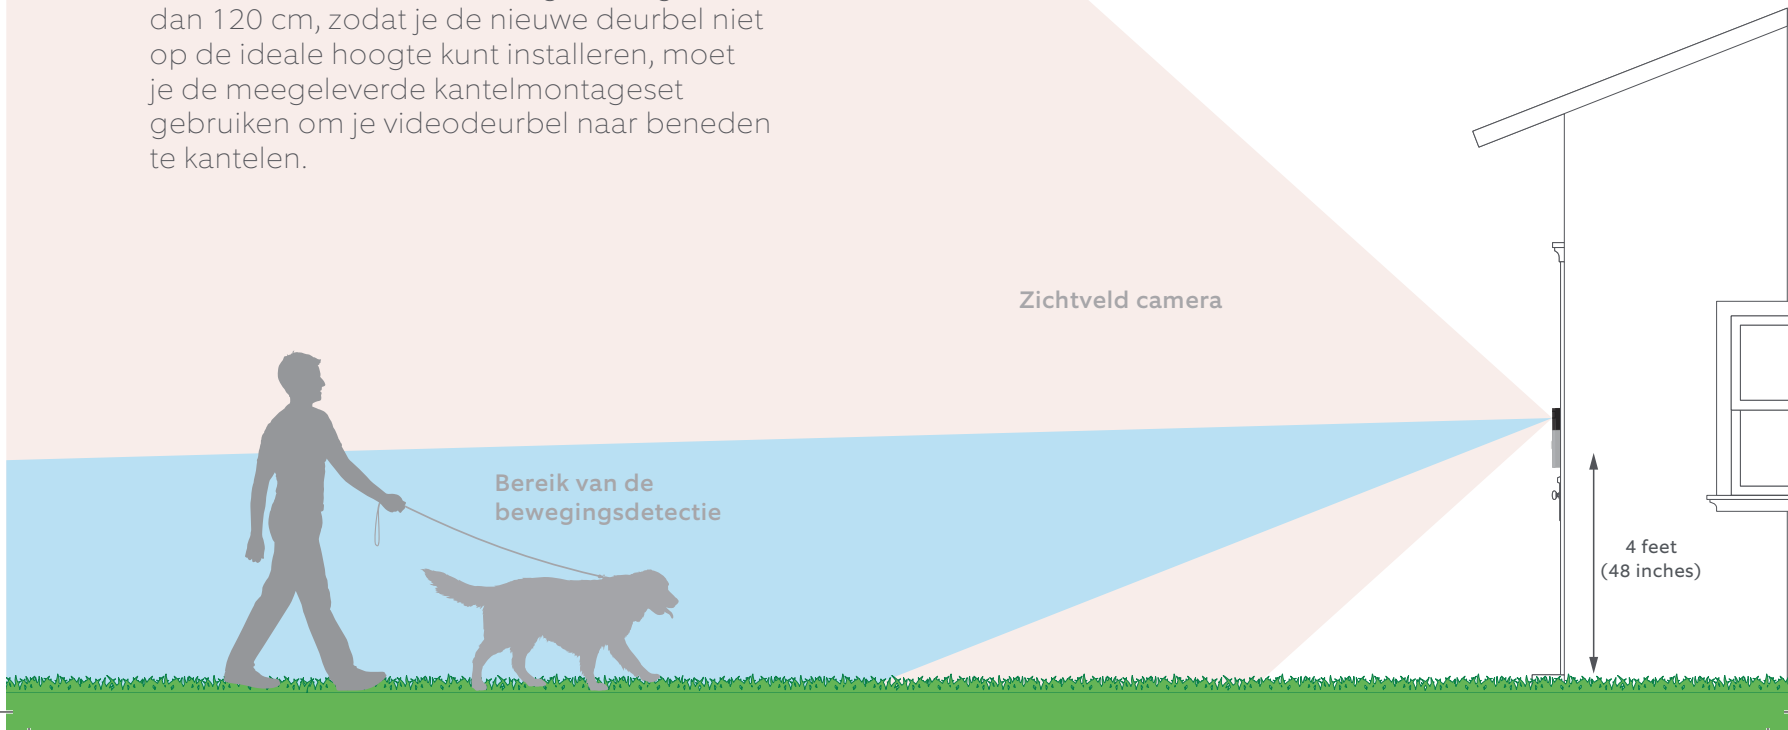 dan 120 cm, zodat je de nieuwe deurbel niet
op de ideale hoogte kunt installeren, moet
je de meegeleverde kantelmontageset
gebruiken om je videodeurbel naar beneden
te kantelen.
Zichtveld camera
Bereik van de
bewegingsdetectie
4 feet
(48 inches)